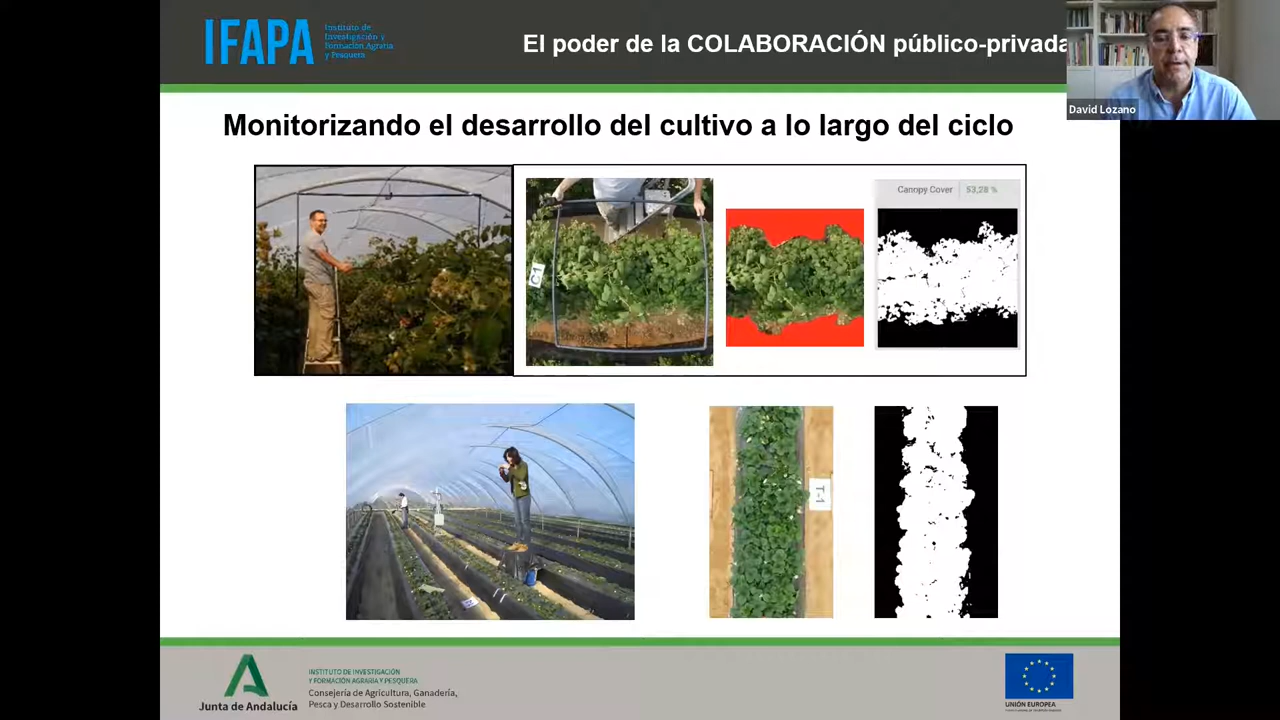 IFAPA
Instituto de
Investigación y
Formación Agraria
y Pesquera
El poder de la COLABORACIÓN público-privada
David Lozano
Monitorizando el desarrollo del cultivo a lo largo del ciclo
Canopy Cover 53,28 %
C1
T-1
Junta de Andalucía
INSTITUTO DE INVESTIGACIÓN
Y FORMACIÓN AGRARIA Y PESQUERA
Consejería de Agricultura, Ganadería,
Pesca y Desarrollo Sostenible
UNIÓN EUROPEA